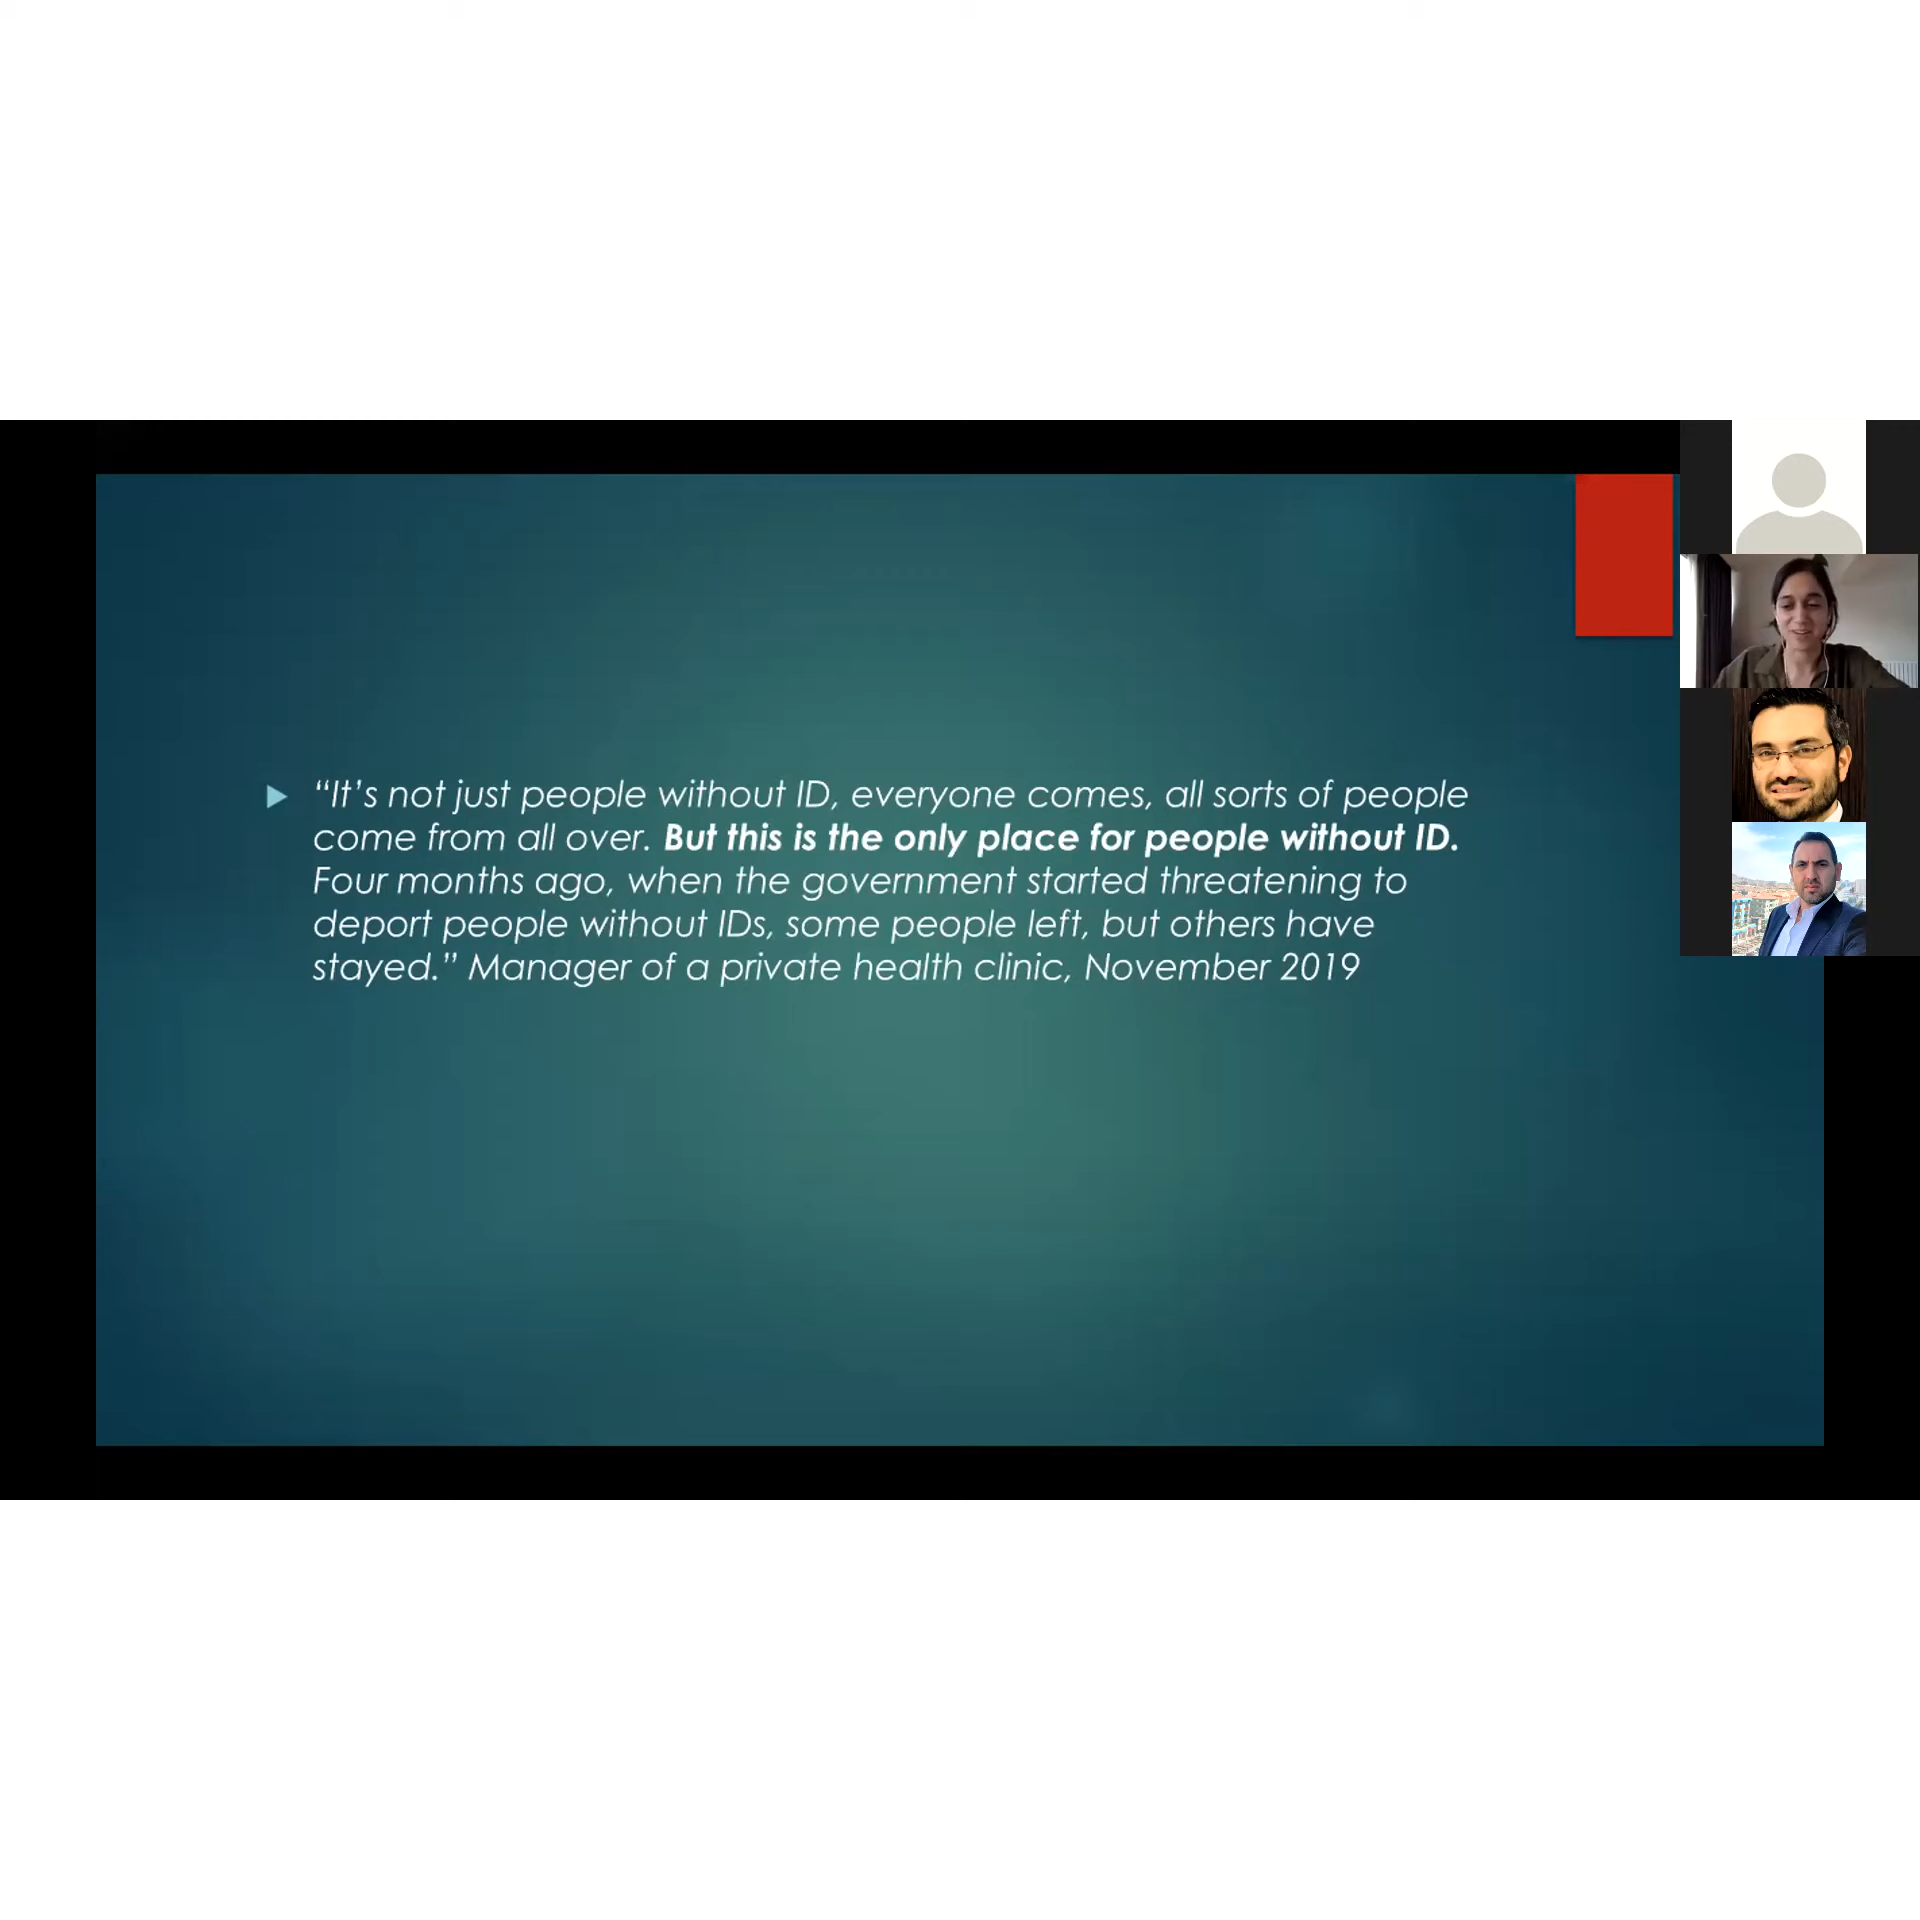 “It’s not just people without ID, everyone comes, all sorts of people
come from all over. But this is the only place for people without ID.
Four months ago, when the government started threatening to
deport people without IDs, some people left, but others have
stayed.” Manager of a private health clinic, November 2019